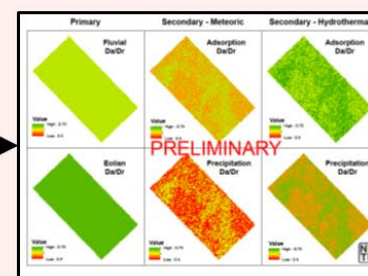 Primary
Secondary - Meteoric
Secondary - Hydrotherma
Fluvial
Da/Dr
Adsorption
Da/Dr
Adsorption
Da/Dr
Value
Value
Value
PRELIMINARY
Eolian
Da/Dr
Precipitation
Da/Dr
Precipitation
Da/Dr
Value
Value
Value